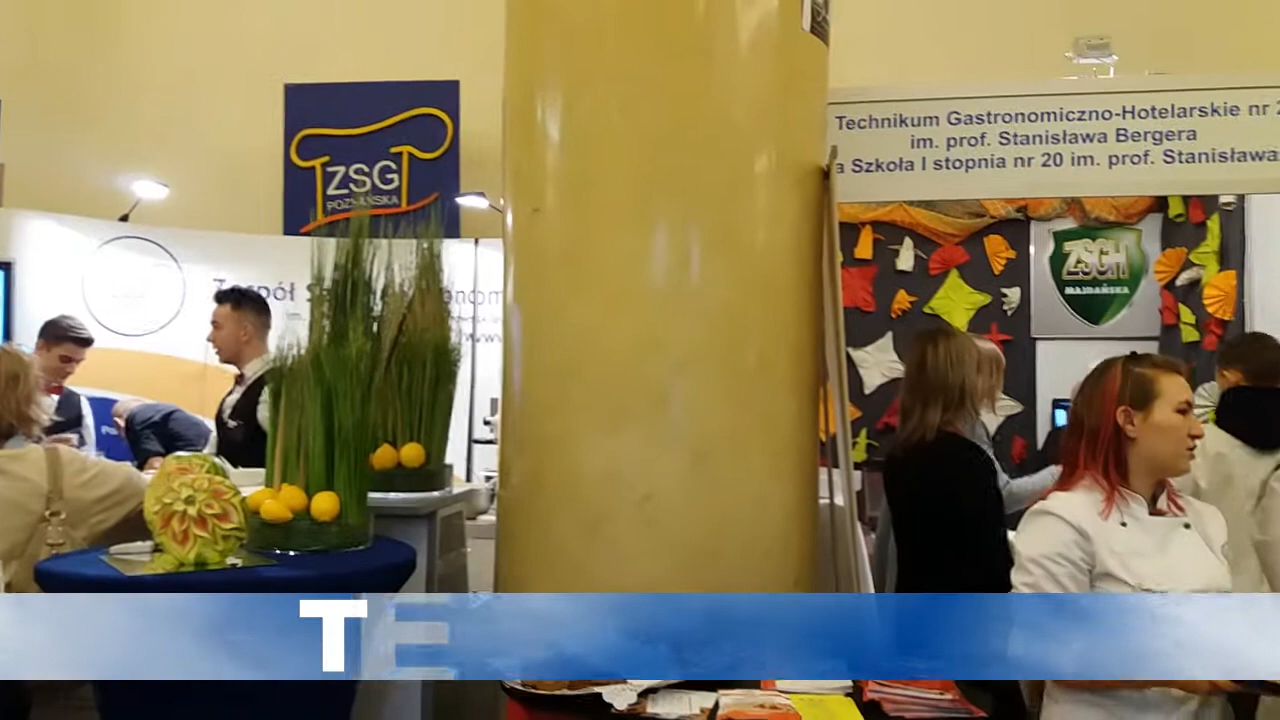 ZSG
POZNAŃSKA
Technikum Gastronomiczno-Hotelarskie nr 2
im. prof. Stanisława Bergera
a Szkoła I stopnia nr 20 im. prof. Stanisława
ZSGH
MAJDAŃSKA
Zespół
TE